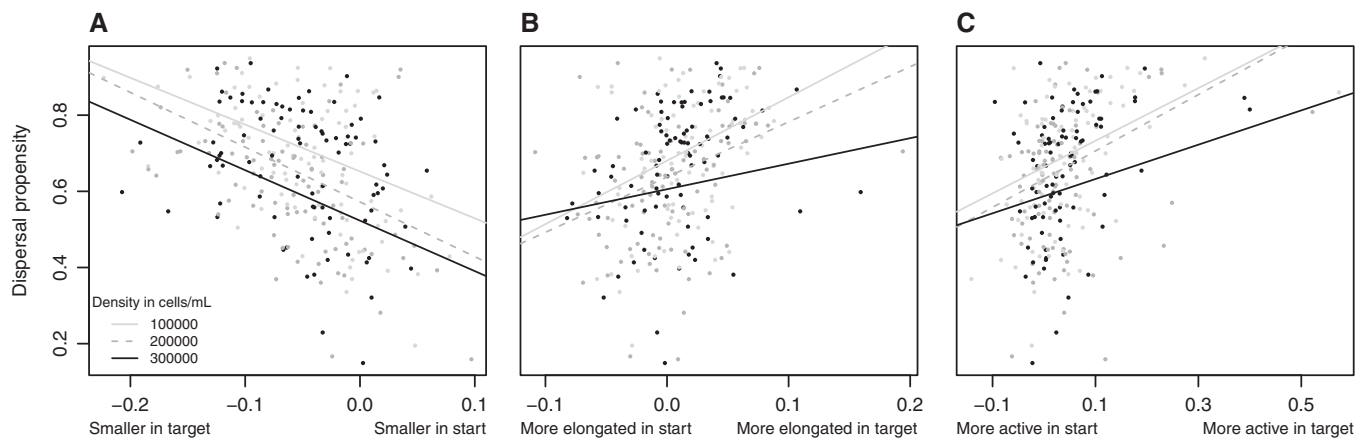 A B C
Dispersal propensity
0.8
0.6
0.4
0.2
Density in cells/mL
100000
200000
300000
−0.2 −0.1 0.0 0.1
Smaller in target Smaller in start
−0.1 0.0 0.1 0.2
More elongated in start More elongated in target
−0.1 0.1 0.3 0.5
More active in start More active in target